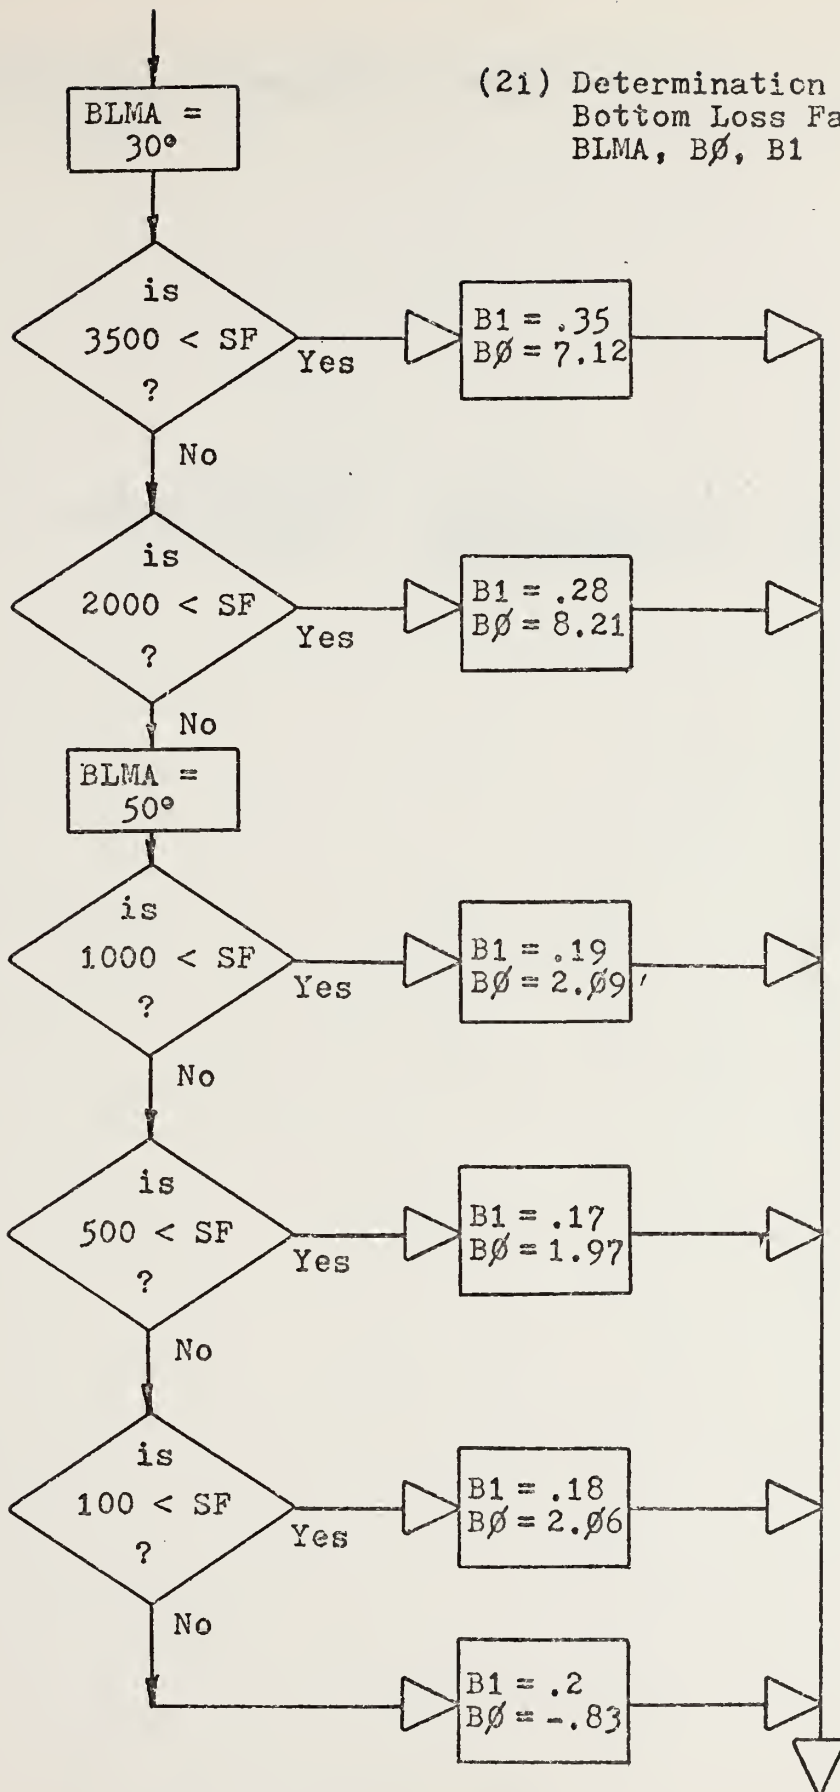 (2i) Determination
Bottom Loss Fa
BLMA, BØ, B1
BLMA =
30°
is
3500 < SF
?
Yes
B1 = .35
BØ = 7.12
No
is
2000 < SF
?
Yes
B1 = .28
BØ = 8.21
No
BLMA =
50°
is
1000 < SF
?
Yes
B1 = .19
BØ = 2.Ø9
No
is
500 < SF
?
Yes
B1 = .17
BØ = 1.97
No
is
100 < SF
?
Yes
B1 = .18
BØ = 2.Ø6
No
B1 = .2
BØ = -.83